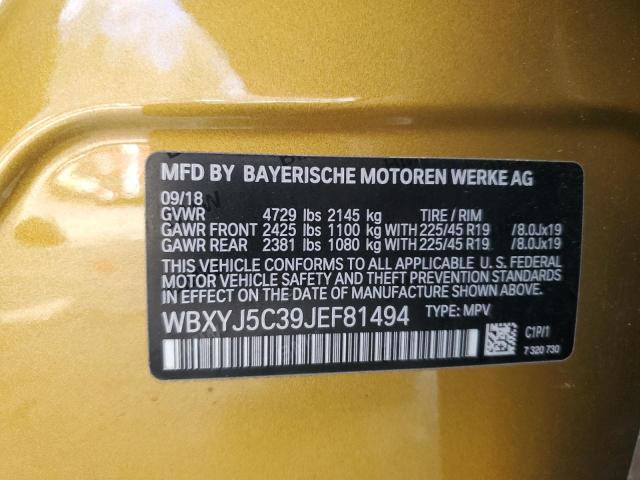 MFD BY BAYERISCHE MOTOREN WERKE AG
09/18
GVWR 4729 lbs 2145 kg TIRE / RIM
GAWR FRONT 2425 lbs 1100 kg WITH 225/45 R19 /8.0Jx19
GAWR REAR 2381 lbs 1080 kg WITH 225/45 R19 /8.0Jx19
THIS VEHICLE CONFORMS TO ALL APPLICABLE U. S. FEDERAL
MOTOR VEHICLE SAFETY AND THEFT PREVENTION STANDARDS
IN EFFECT ON THE DATE OF MANUFACTURE SHOWN ABOVE.
WBXYJ5C39JEF81494 TYPE: MPV
C1P/1
7 320 730